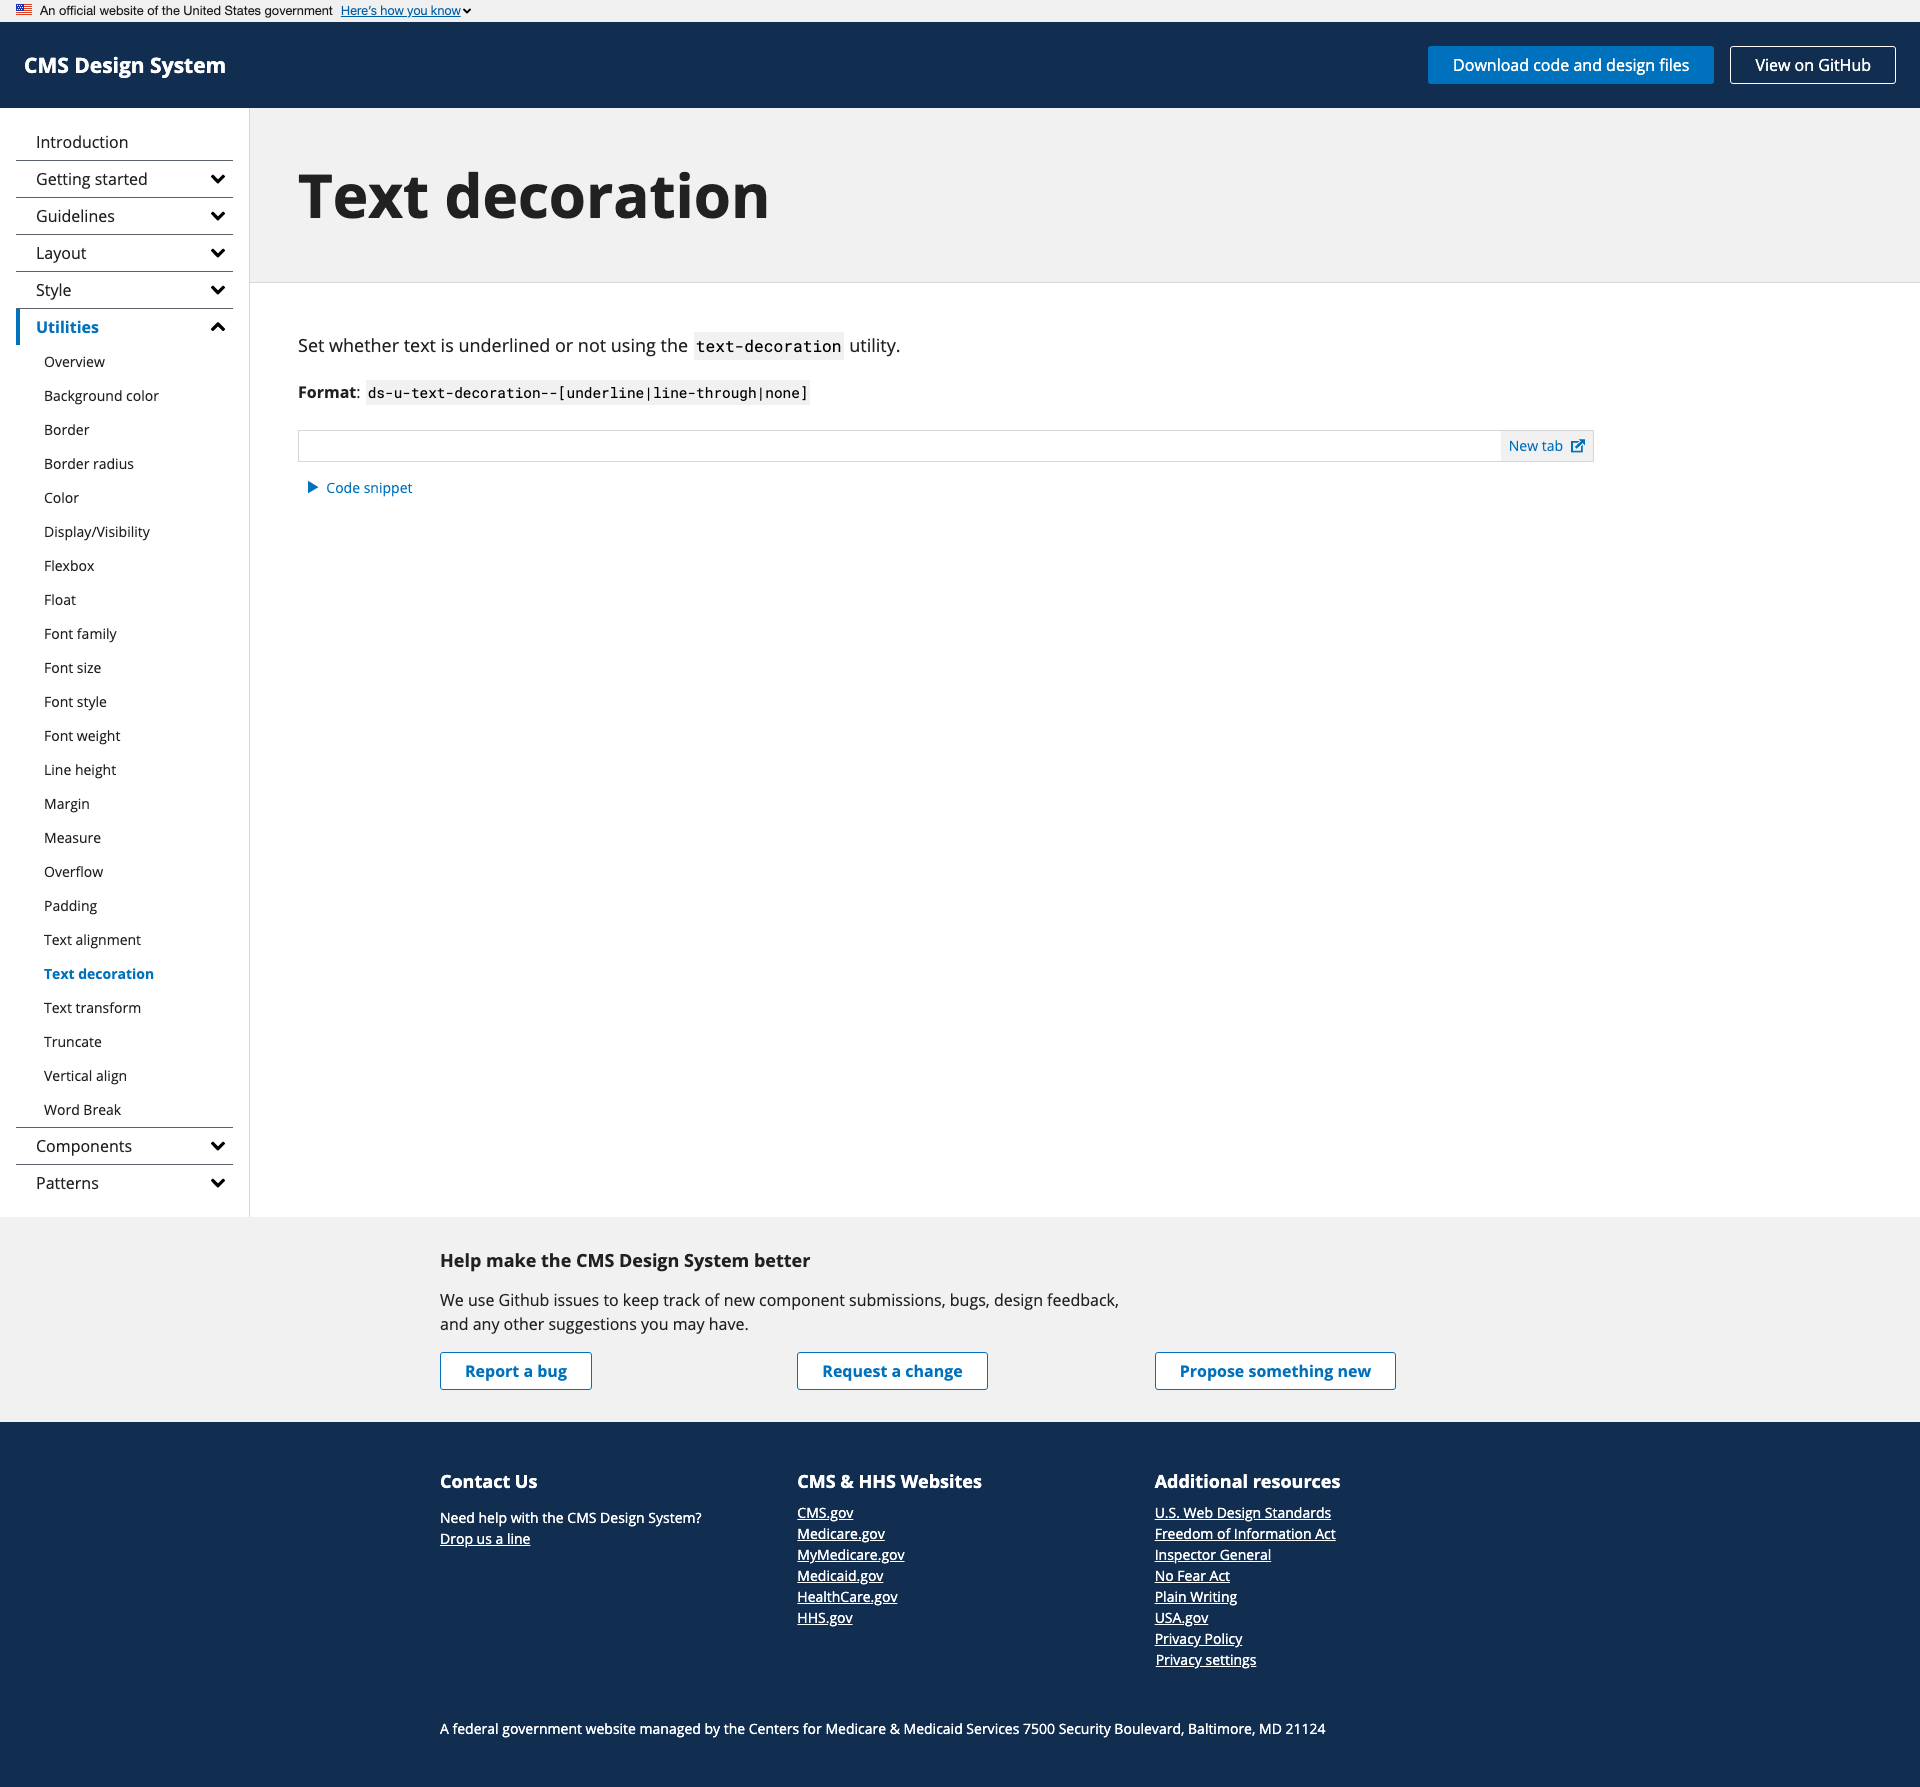 An official website of the United States government Here's how you know
CMS Design System
Download code and design files
View on GitHub
Introduction
Getting started
Guidelines
Layout
Style
Utilities
Overview
Background color
Border
Border radius
Color
Display/Visibility
Flexbox
Float
Font family
Font size
Font style
Font weight
Line height
Margin
Measure
Overflow
Padding
Text alignment
Text decoration
Text transform
Truncate
Vertical align
Word Break
Components
Patterns
Text decoration
Set whether text is underlined or not using the text-decoration utility.
Format: ds-u-text-decoration--[underline|line-through|none]
New tab
Code snippet
Help make the CMS Design System better
We use Github issues to keep track of new component submissions, bugs, design feedback,
and any other suggestions you may have.
Report a bug
Request a change
Propose something new
Contact Us
Need help with the CMS Design System?
Drop us a line
CMS & HHS Websites
CMS.gov
Medicare.gov
MyMedicare.gov
Medicaid.gov
HealthCare.gov
HHS.gov
Additional resources
U.S. Web Design Standards
Freedom of Information Act
Inspector General
No Fear Act
Plain Writing
USA.gov
Privacy Policy
Privacy settings
A federal government website managed by the Centers for Medicare & Medicaid Services 7500 Security Boulevard, Baltimore, MD 21124